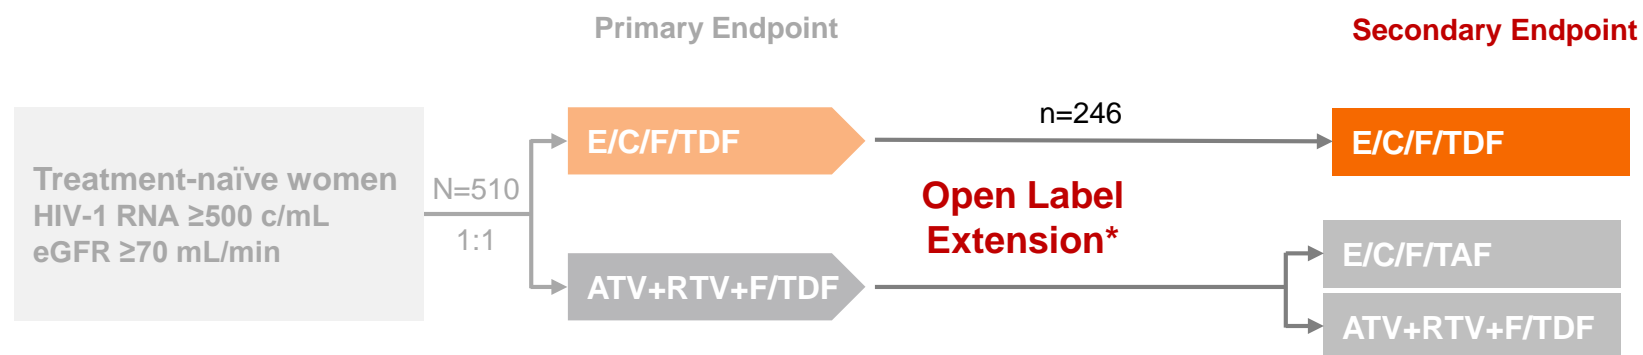 Primary Endpoint
Secondary Endpoint
Treatment-naïve women
HIV-1 RNA ≥500 c/mL
eGFR ≥70 mL/min
N=510
1:1
E/C/F/TDF
ATV+RTV+F/TDF
n=246
Open Label
Extension*
E/C/F/TDF
E/C/F/TAF
ATV+RTV+F/TDF